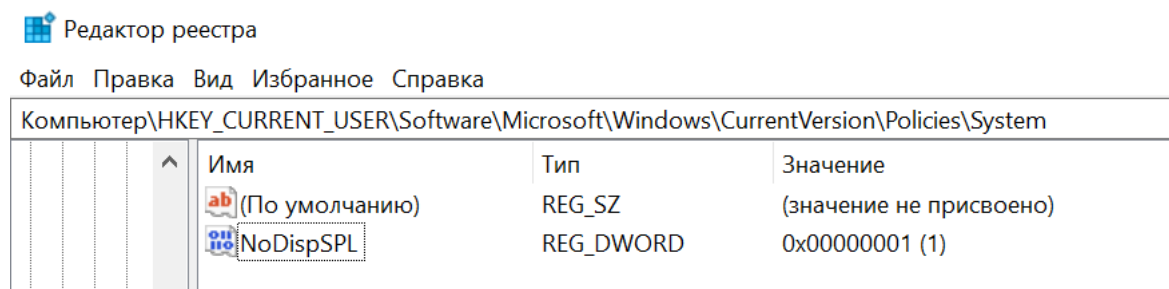 Редактор реестра
Файл Правка Вид Избранное Справка
Компьютер\HKEY_CURRENT_USER\Software\Microsoft\Windows\CurrentVersion\Policies\System
Имя Тип Значение
ab (По умолчанию) REG_SZ (значение не присвоено)
NoDispSPL REG_DWORD 0x00000001 (1)